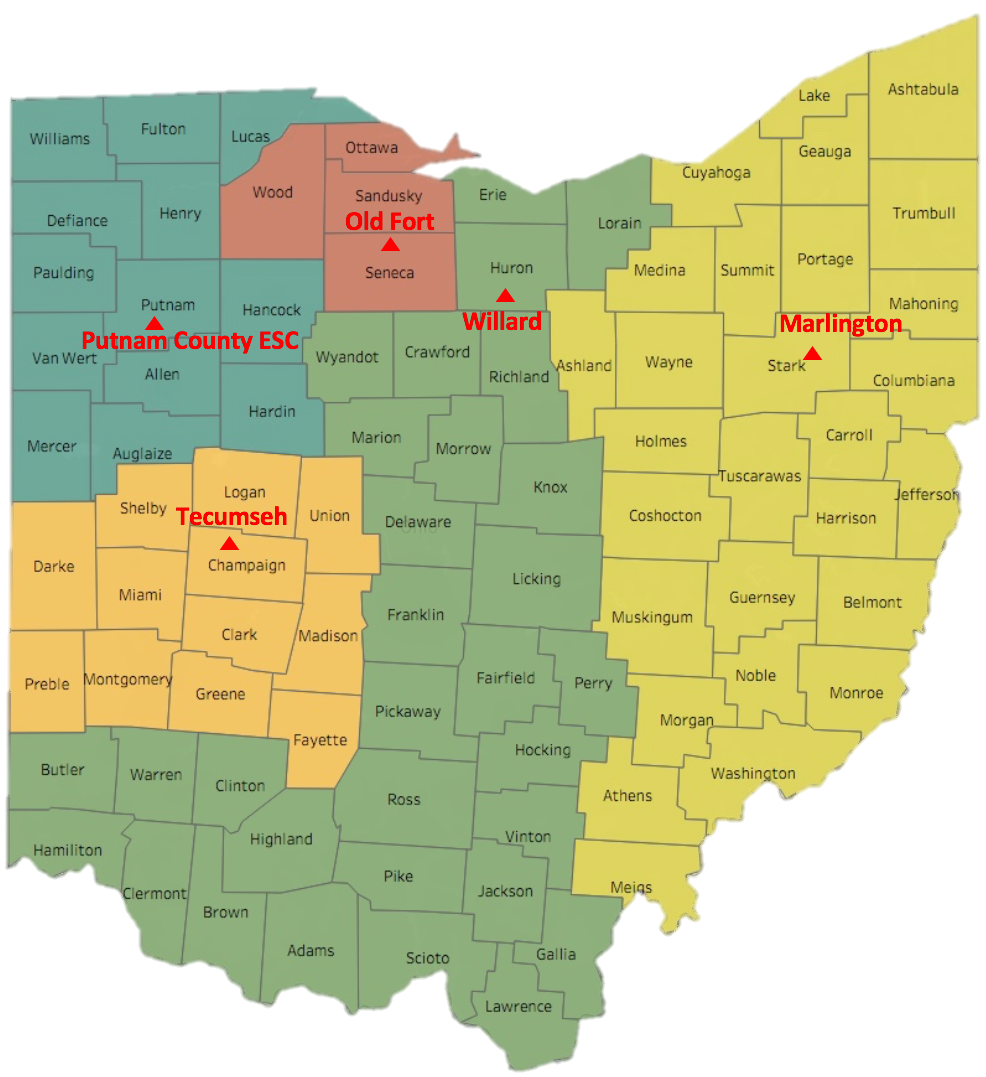 Ashtabula
Lake
Williams
Fulton
Lucas
Ottawa
Geauga
Cuyahoga
Wood
Sandusky
Erie
Defiance
Henry
Old Fort
Lorain
Trumbull
Paulding
Seneca
Huron
Medina
Summit
Portage
Putnam
Hancock
Mahoning
Willard
Marlington
Putnam County ESC
Van Wert
Wyandot
Crawford
Allen
Richland
Ashland
Wayne
Stark
Columbiana
Hardin
Mercer
Auglaize
Marion
Morrow
Holmes
Carroll
Tuscarawas
Logan
Knox
Jefferson
Shelby
Tecumseh
Union
Delaware
Coshocton
Harrison
Darke
Champaign
Licking
Miami
Guernsey
Belmont
Franklin
Muskingum
Clark
Madison
Preble
Montgomery
Greene
Fairfield
Perry
Noble
Monroe
Pickaway
Morgan
Fayette
Hocking
Butler
Warren
Clinton
Washington
Ross
Athens
Highland
Vinton
Hamiliton
Pike
Jackson
Meigs
Clermont
Brown
Adams
Scioto
Gallia
Lawrence